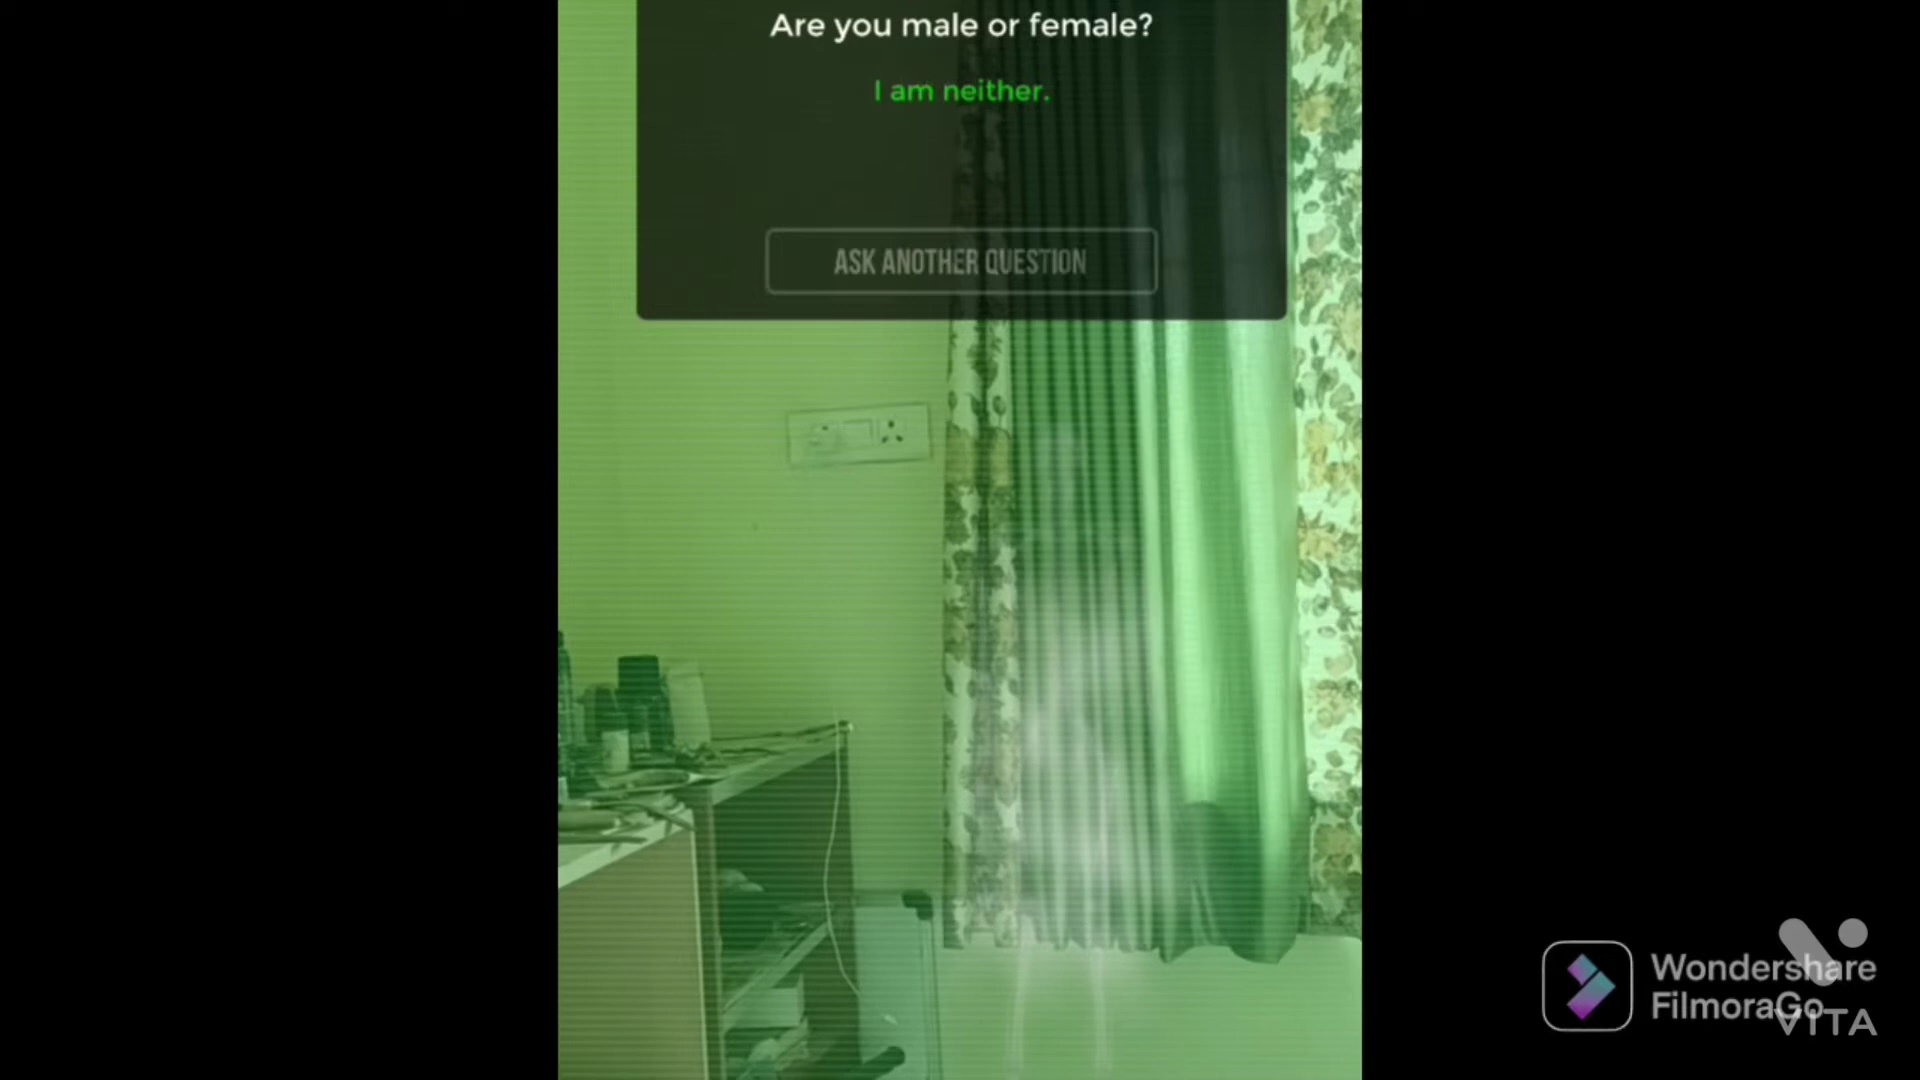 Are you male or female?
I am neither.
ASK ANOTHER QUESTION
Wondershare
FilmoraGo
VITA